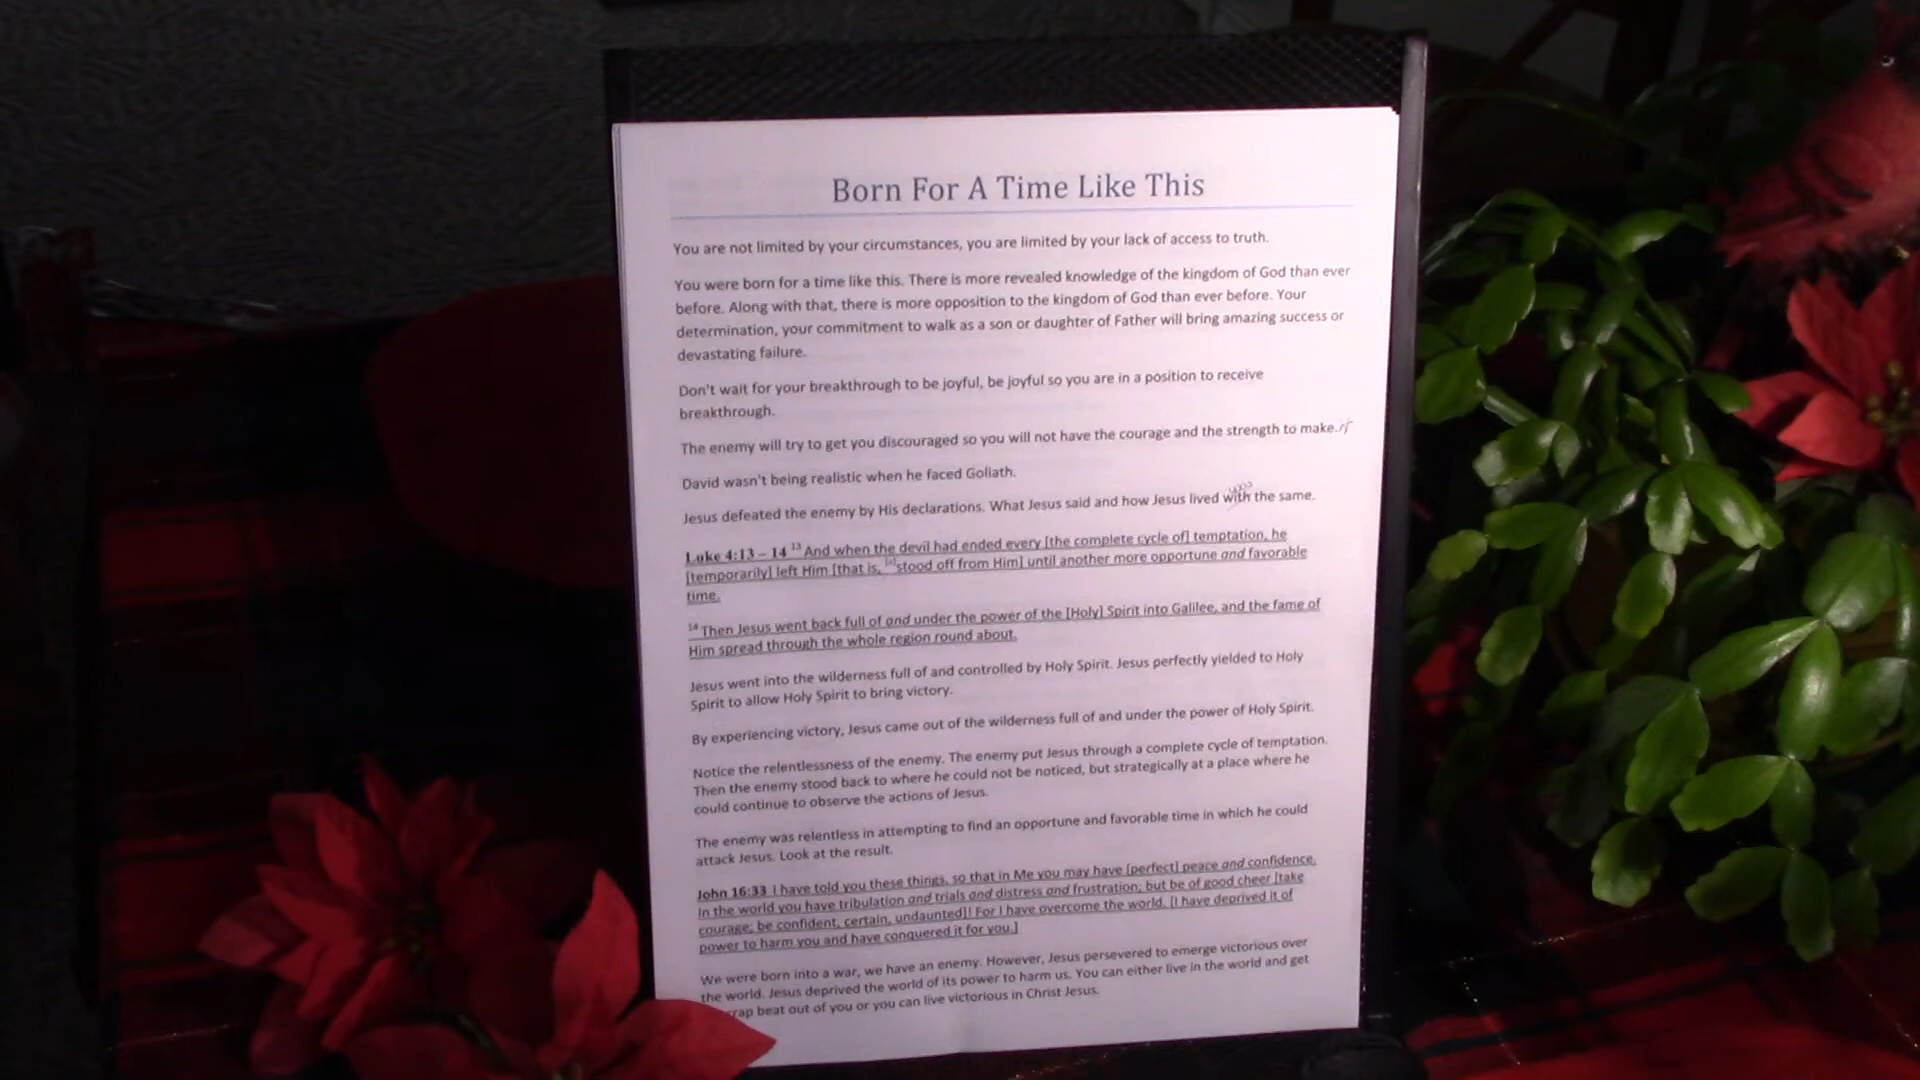 Born For A Time Like This
You are not limited by your circumstances, you are limited by your lack of access to truth.
You were born for a time like this. There is more revealed knowledge of the kingdom of God than ever
before. Along with that, there is more opposition to the kingdom of God than ever before. Your
determination, your commitment to walk as a son or daughter of Father will bring amazing success or
devastating failure.
Don't wait for your breakthrough to be joyful, be joyful so you are in a position to receive
breakthrough.
The enemy will try to get you discouraged so you will not have the courage and the strength to make.
David wasn't being realistic when he faced Goliath.
Jesus defeated the enemy by His declarations. What Jesus said and how Jesus lived with the same.
Luke 4:13 – 14 13 And when the devil had ended every [the complete cycle of] temptation, he
[temporarily] left Him [that is, stood off from Him] until another more opportune and favorable
time.
14 Then Jesus went back full of and under the power of the [Holy] Spirit into Galilee, and the fame of
Him spread through the whole region round about.
Jesus went into the wilderness full of and controlled by Holy Spirit. Jesus perfectly yielded to Holy
Spirit to allow Holy Spirit to bring victory.
By experiencing victory, Jesus came out of the wilderness full of and under the power of Holy Spirit.
Notice the relentlessness of the enemy. The enemy put Jesus through a complete cycle of temptation.
Then the enemy stood back to where he could not be noticed, but strategically at a place where he
could continue to observe the actions of Jesus.
The enemy was relentless in attempting to find an opportune and favorable time in which he could
attack Jesus. Look at the result.
John 16:33 I have told you these things, so that in Me you may have [perfect] peace and confidence.
In the world you have tribulation and trials and distress and frustration; but be of good cheer [take
courage; be confident, certain, undaunted]! For I have overcome the world. [I have deprived it of
power to harm you and have conquered it for you.]
We were born into a war, we have an enemy. However, Jesus persevered to emerge victorious over
the world. Jesus deprived the world of its power to harm us. You can either live in the world and get
beat out of you or you can live victorious in Christ Jesus.